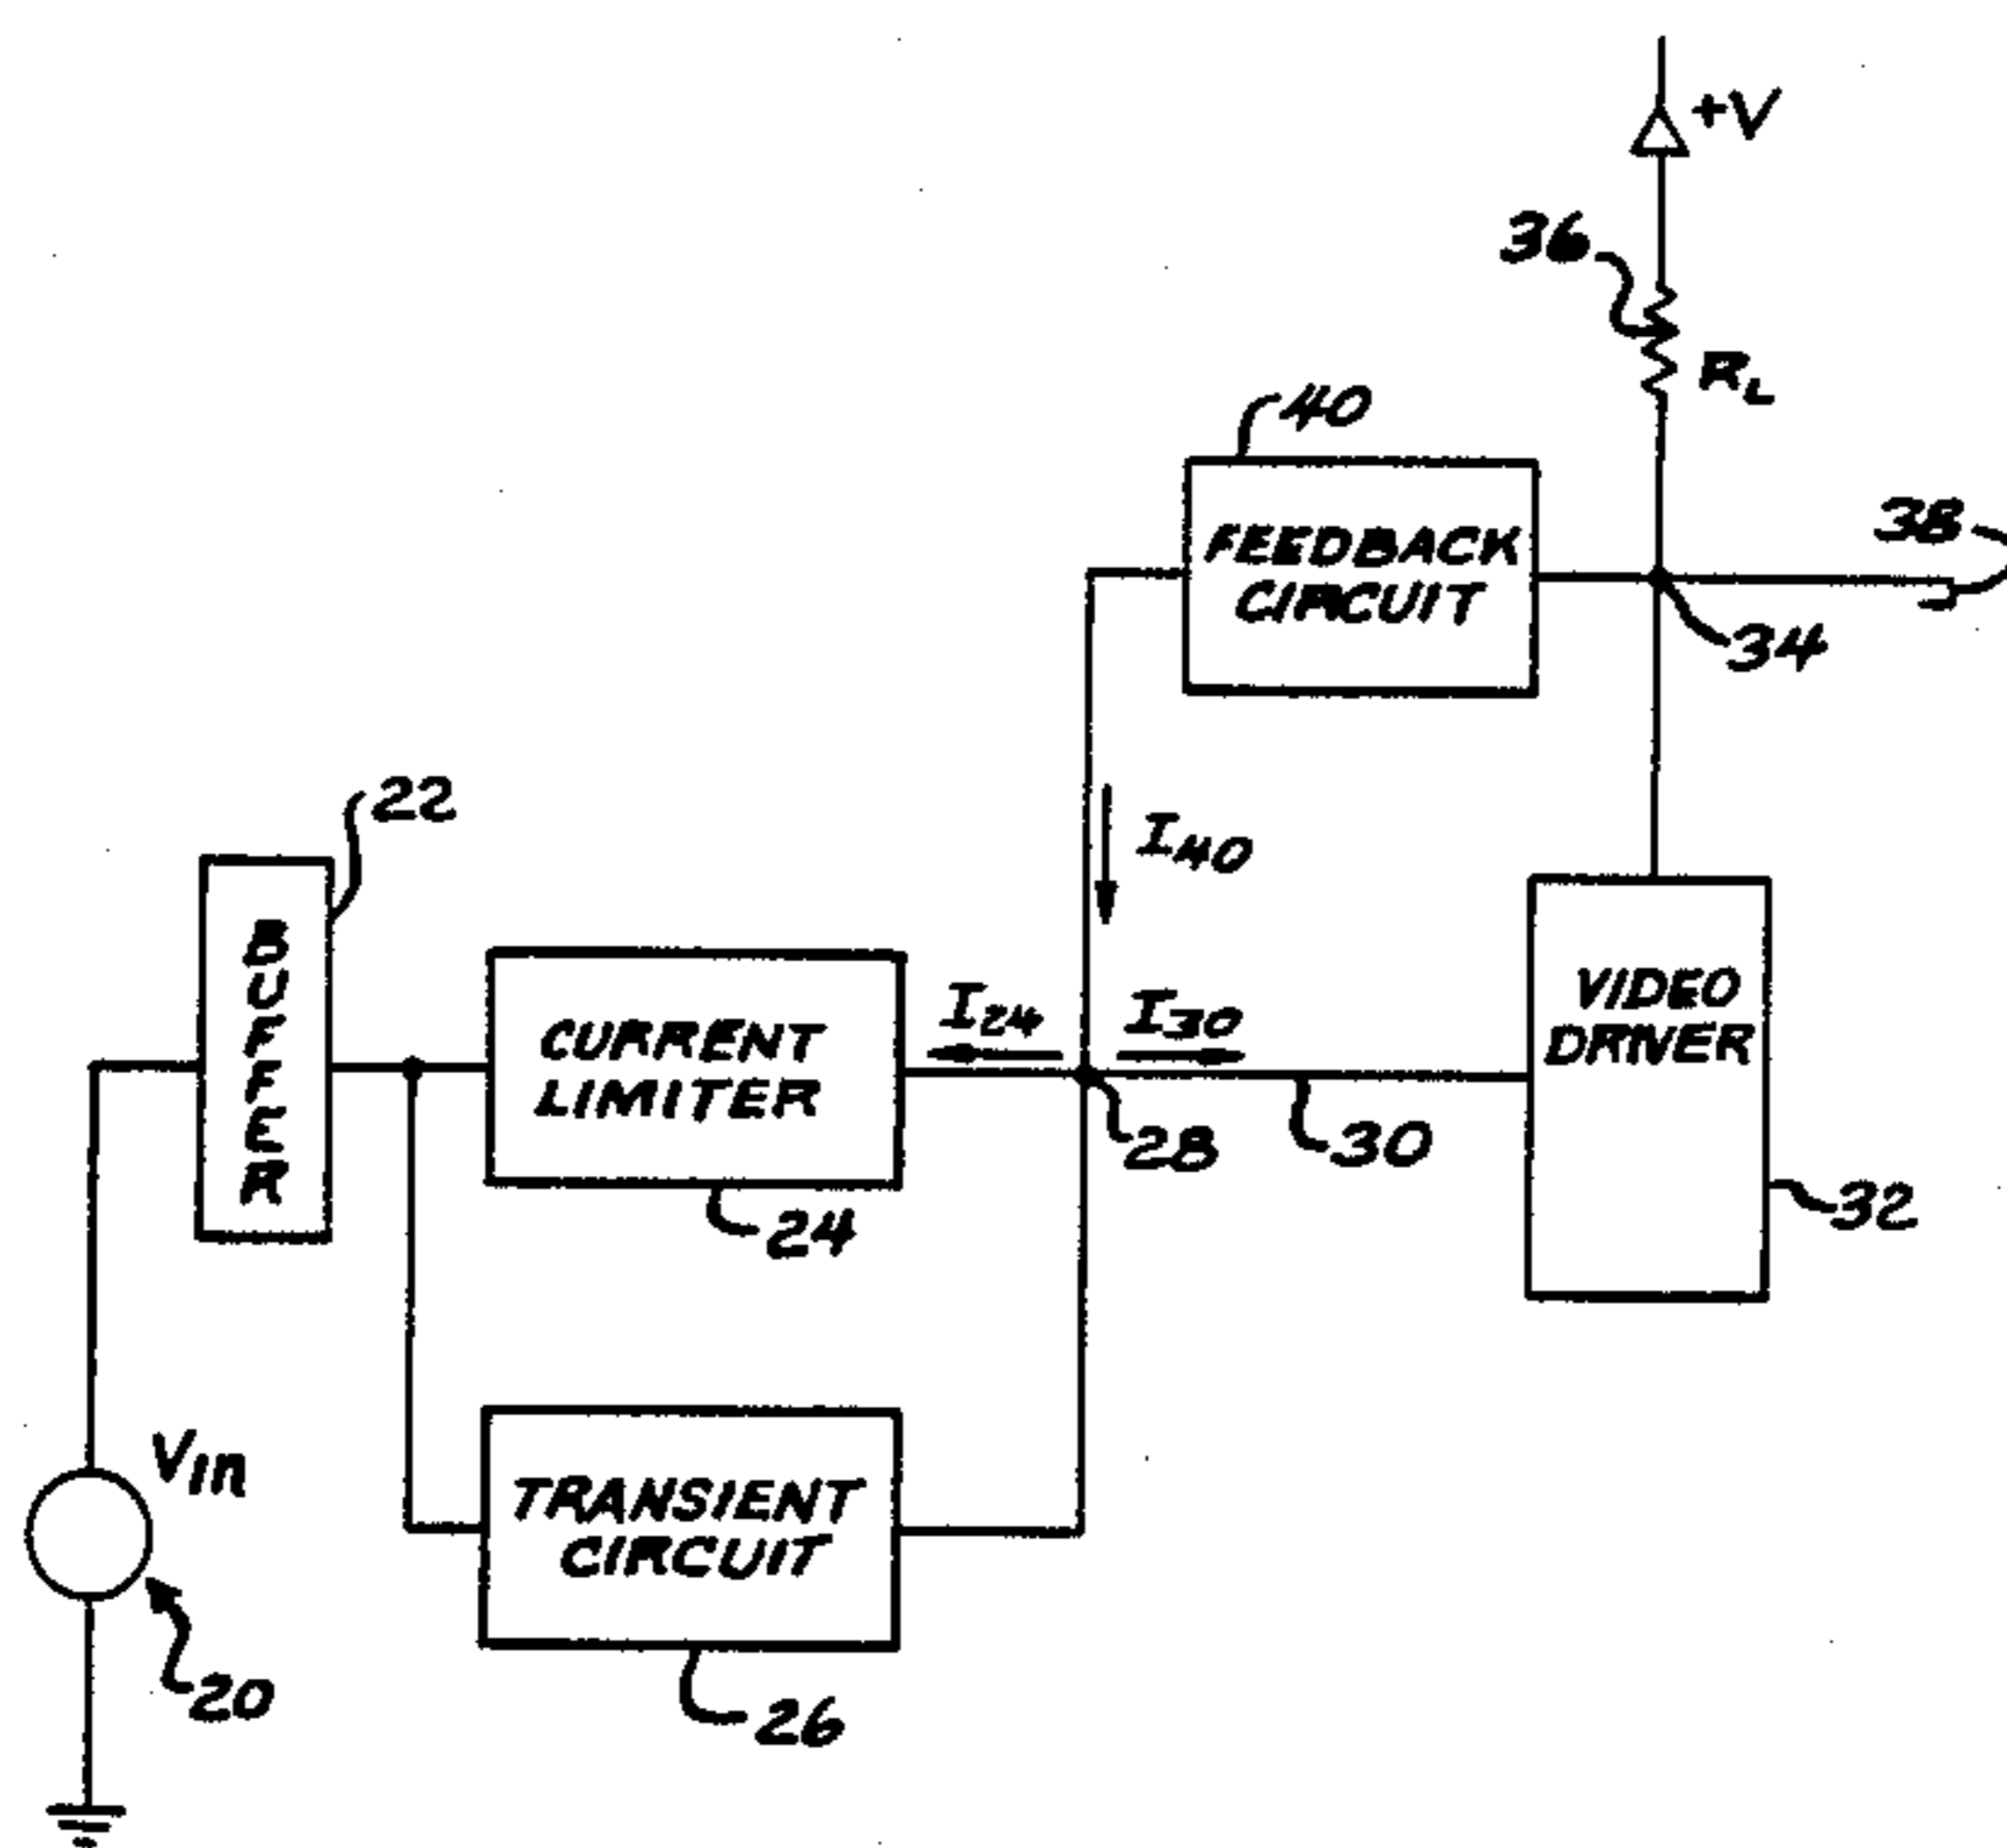 +V
36
RL
40
FEEDBACK
CIRCUIT
38
34
22
I40
BUFFER
CURRENT
LIMITER
I24
I30
VIDEO
DRIVER
28
30
24
32
Vin
TRANSIENT
CIRCUIT
20
26